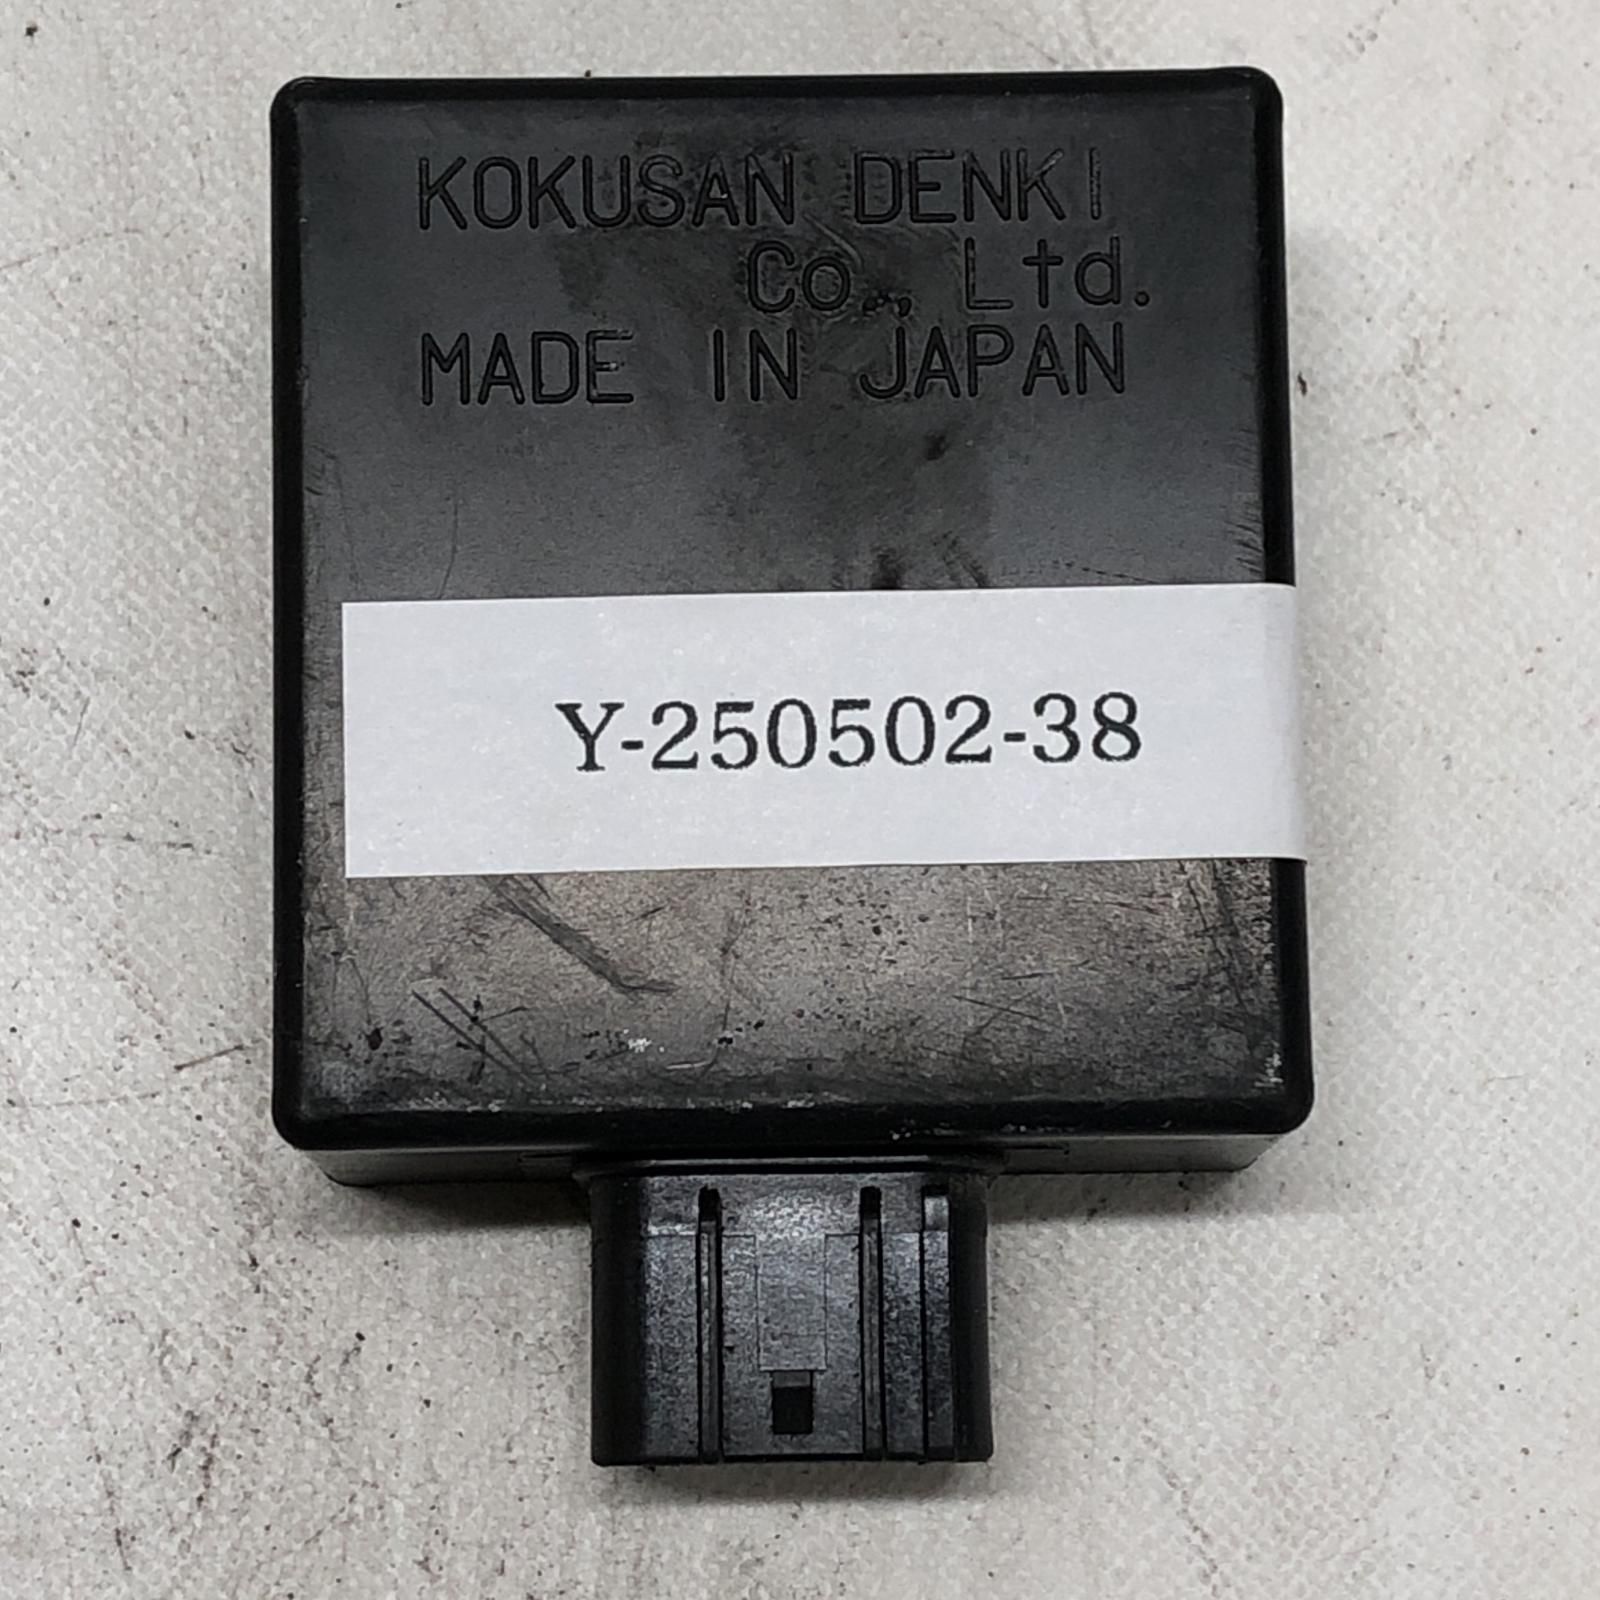 KOKUSAN DENKI
Co., Ltd.
MADE IN JAPAN
Y-250502-38